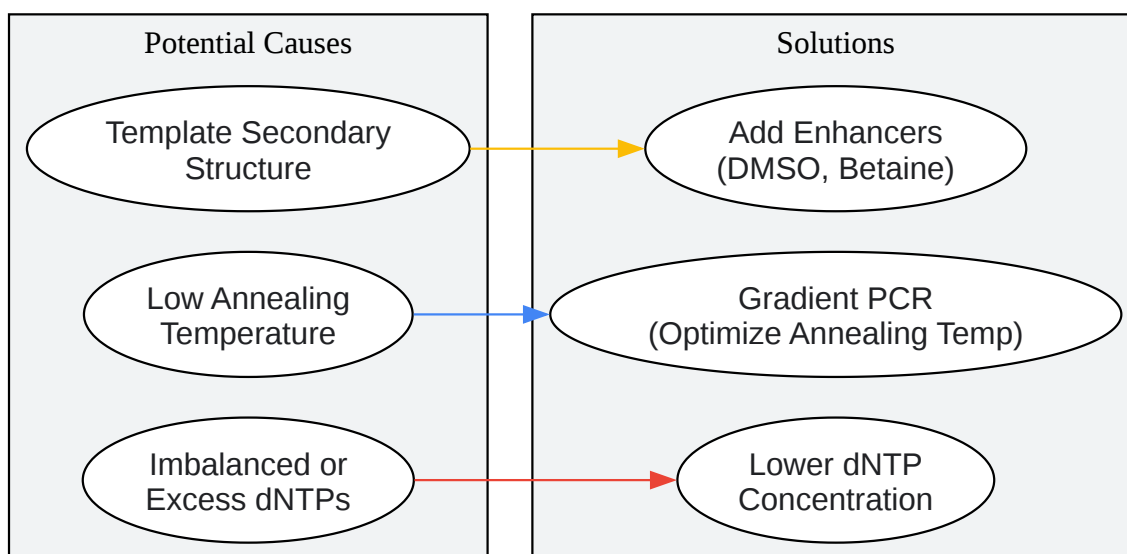 Potential Causes
Solutions
Template Secondary
Structure
Add Enhancers
(DMSO, Betaine)
Low Annealing
Temperature
Gradient PCR
(Optimize Annealing Temp)
Imbalanced or
Excess dNTPs
Lower dNTP
Concentration